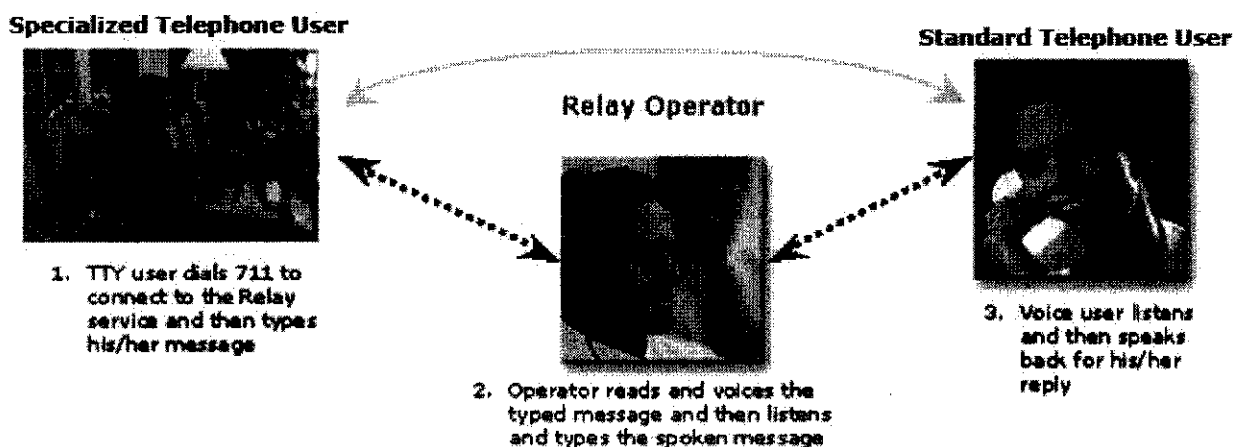 Specialized Telephone User
Standard Telephone User
Relay Operator
1. TTY user dials 711 to
connect to the Relay
service and then types
his/her message
2. Operator reads and voices the
typed message and then listens
and types the spoken message
3. Voice user listens
and then speaks
back for his/her
reply